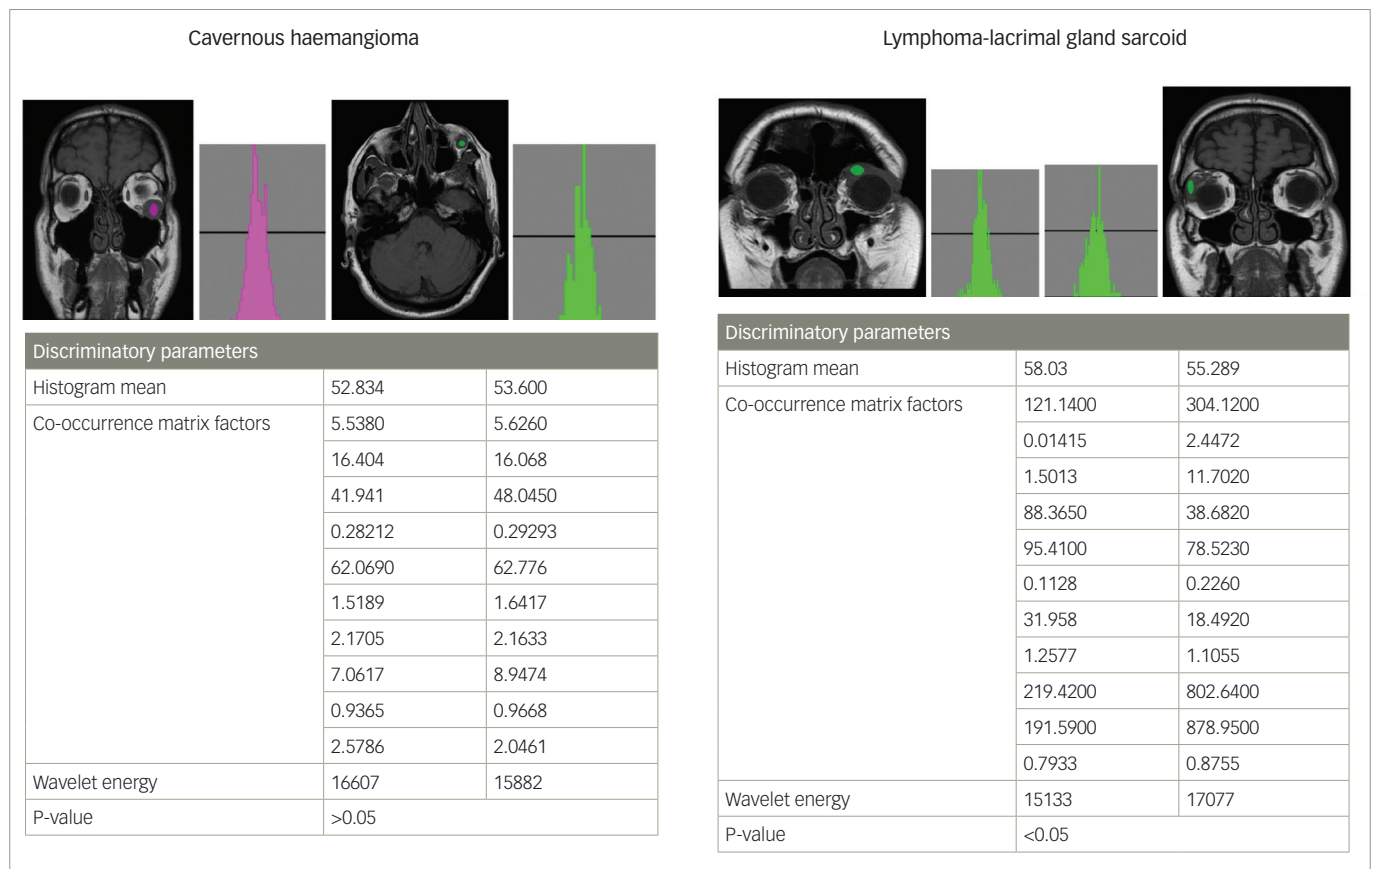 Cavernous haemangioma
Discriminatory parameters
Histogram mean 52.834 53.600
Co-occurrence matrix factors 5.5380 5.6260
16.404 16.068
41.941 48.0450
0.28212 0.29293
62.0690 62.776
1.5189 1.6417
2.1705 2.1633
7.0617 8.9474
0.9365 0.9668
2.5786 2.0461
Wavelet energy 16607 15882
P-value >0.05
Lymphoma-lacrimal gland sarcoid
Discriminatory parameters
Histogram mean 58.03 55.289
Co-occurrence matrix factors 121.1400 304.1200
0.01415 2.4472
1.5013 11.7020
88.3650 38.6820
95.4100 78.5230
0.1128 0.2260
31.958 18.4920
1.2577 1.1055
219.4200 802.6400
191.5900 878.9500
0.7933 0.8755
Wavelet energy 15133 17077
P-value <0.05